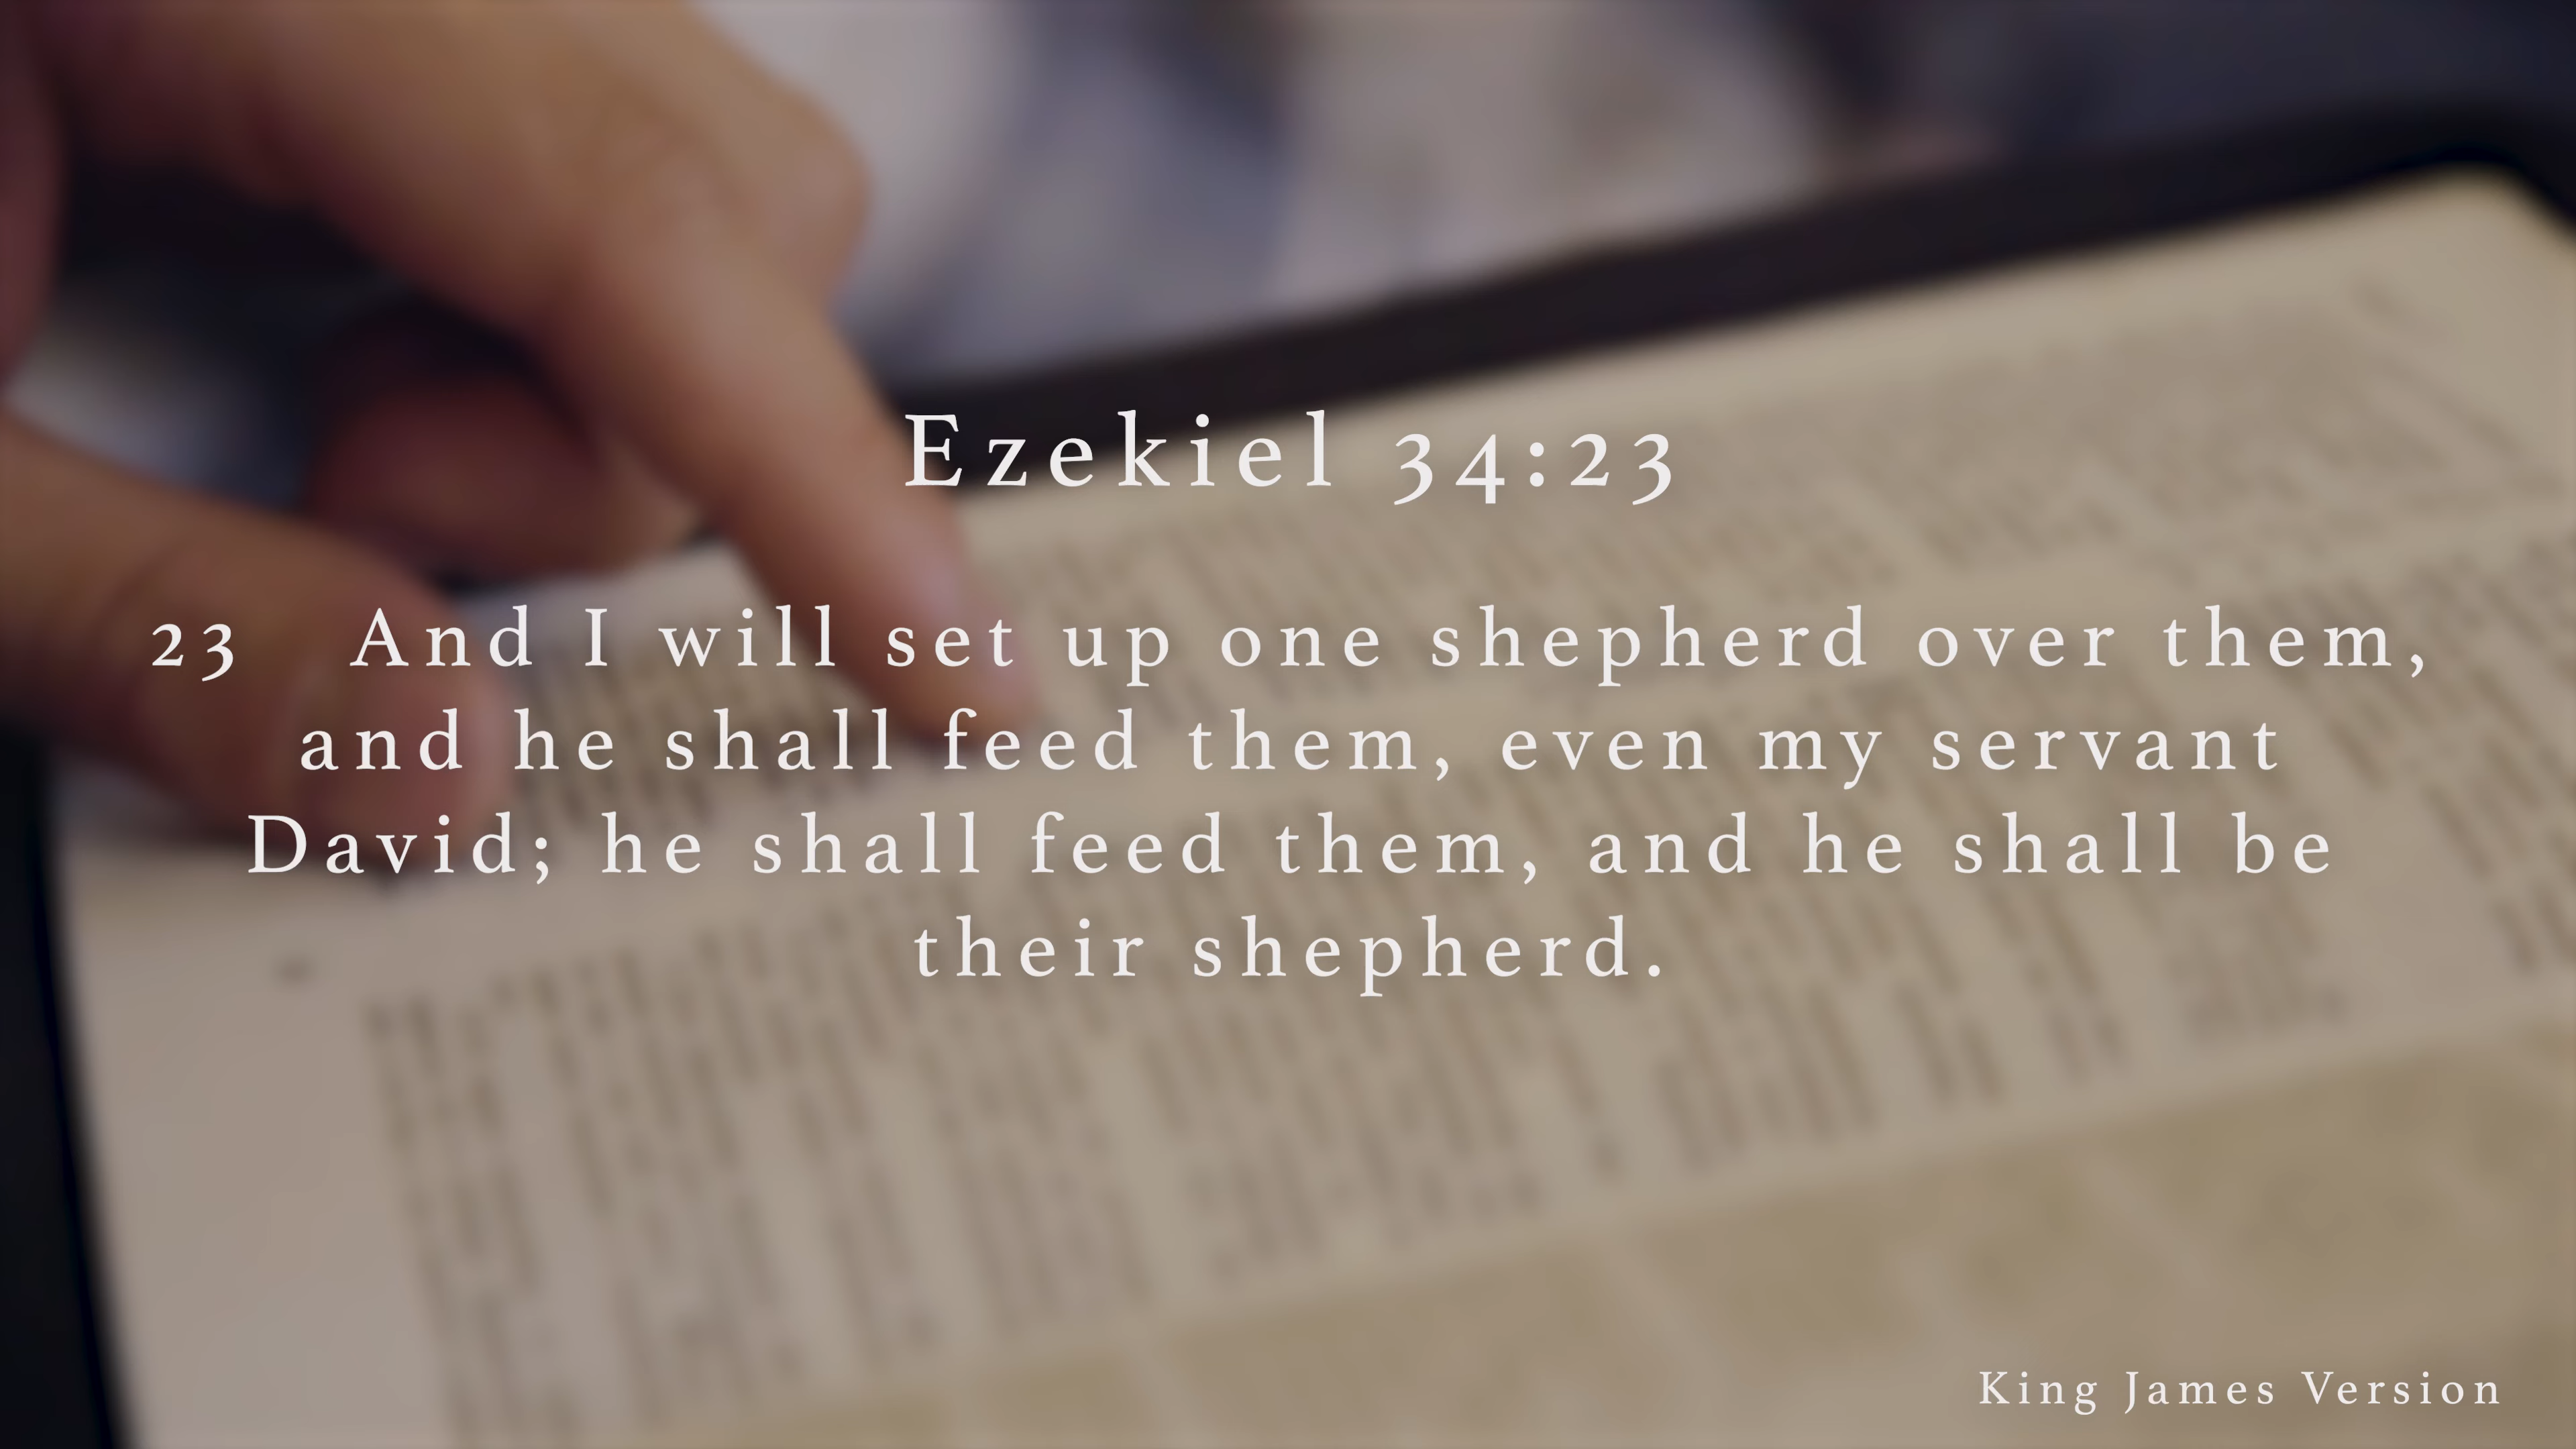 Ezekiel 34:23
23 And I will set up one shepherd over them,
and he shall feed them, even my servant
David; he shall feed them, and he shall be
their shepherd.
King James Version